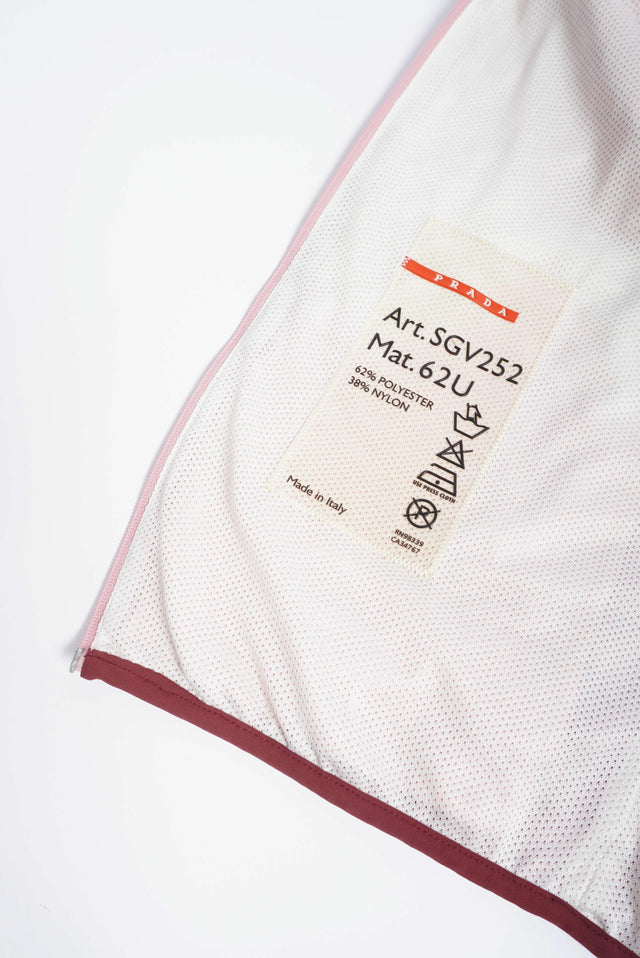 PRADA
Art. SGV252
Mat. 62U
62% POLYESTER
38% NYLON
USE PRESS CLOTH
P
Made in Italy
RN98339
CA34767